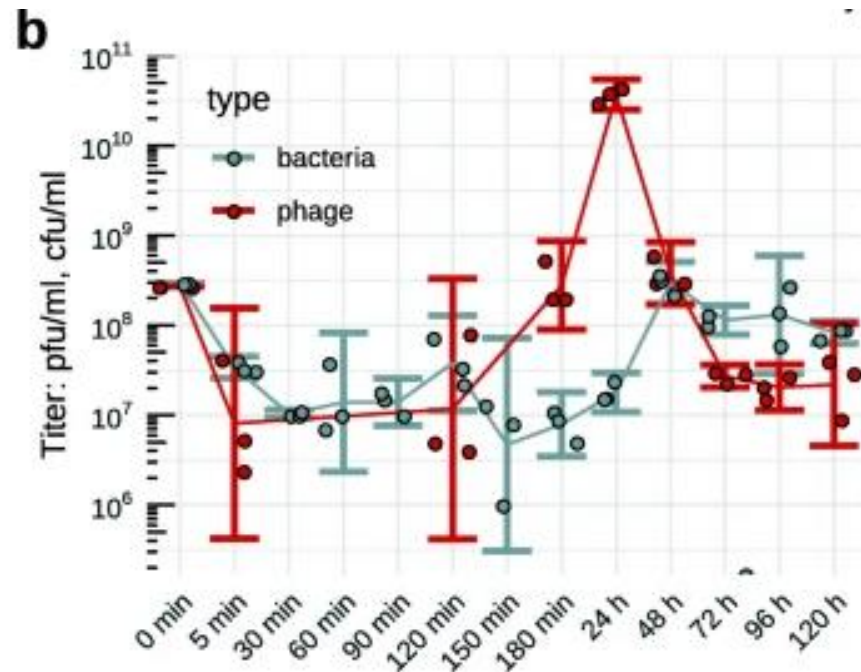 b
Titer: pfu/ml, cfu/ml
10¹¹
10¹⁰
10⁹
10⁸
10⁷
10⁶
type
bacteria
phage
0 min
5 min
30 min
60 min
90 min
120 min
150 min
180 min
24 h
48 h
72 h
96 h
120 h